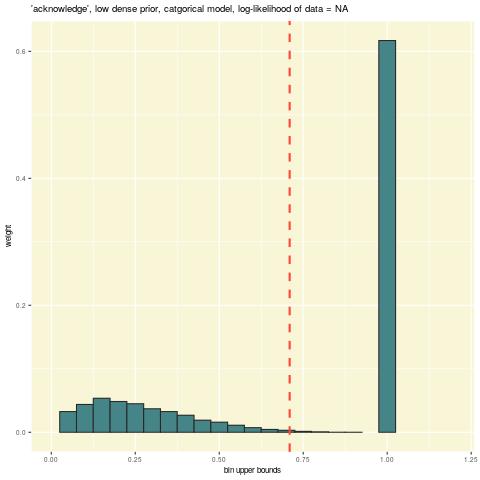 'acknowledge', low dense prior, catgorical model, log-likelihood of data = NA
0.6
0.4
0.2
0.0
weight
0.00 0.25 0.50 0.75 1.00 1.25
bin upper bounds